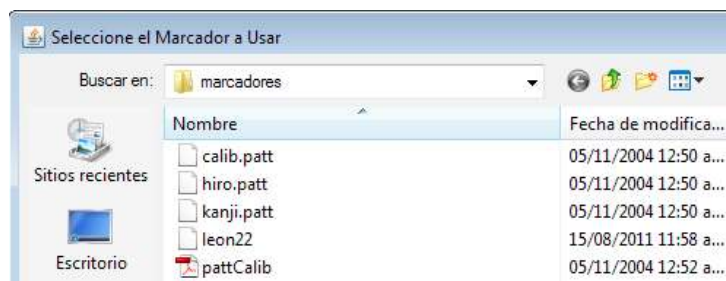 Seleccione el Marcador a Usar
Buscar en: marcadores
Nombre Fecha de modifica...
Sitios recientes
Escritorio
calib.patt 05/11/2004 12:50 a...
hiro.patt 05/11/2004 12:50 a...
kanji.patt 05/11/2004 12:50 a...
leon22 15/08/2011 11:58 a...
pattCalib 05/11/2004 12:52 a...